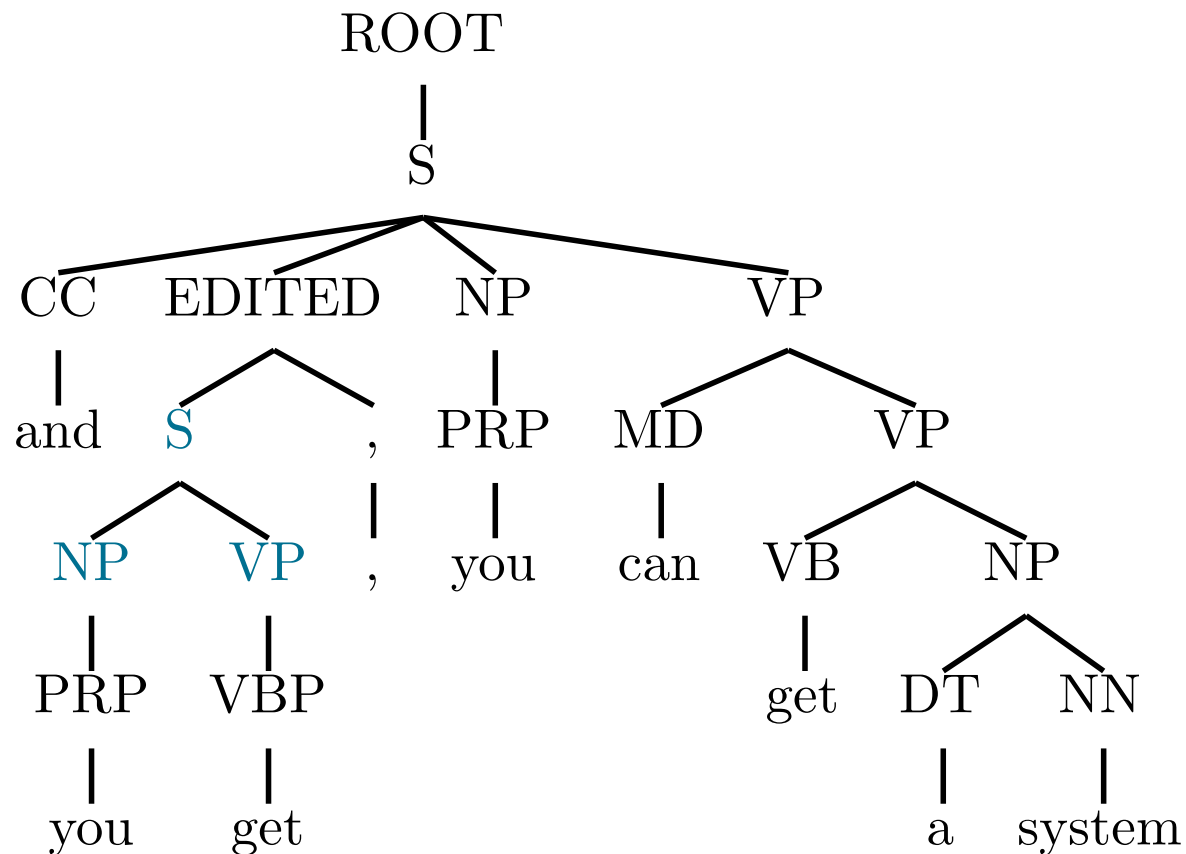 ROOT
S
CC EDITED NP VP
and S , PRP MD VP
NP VP , you can VB NP
PRP VBP get DT NN
you get a system